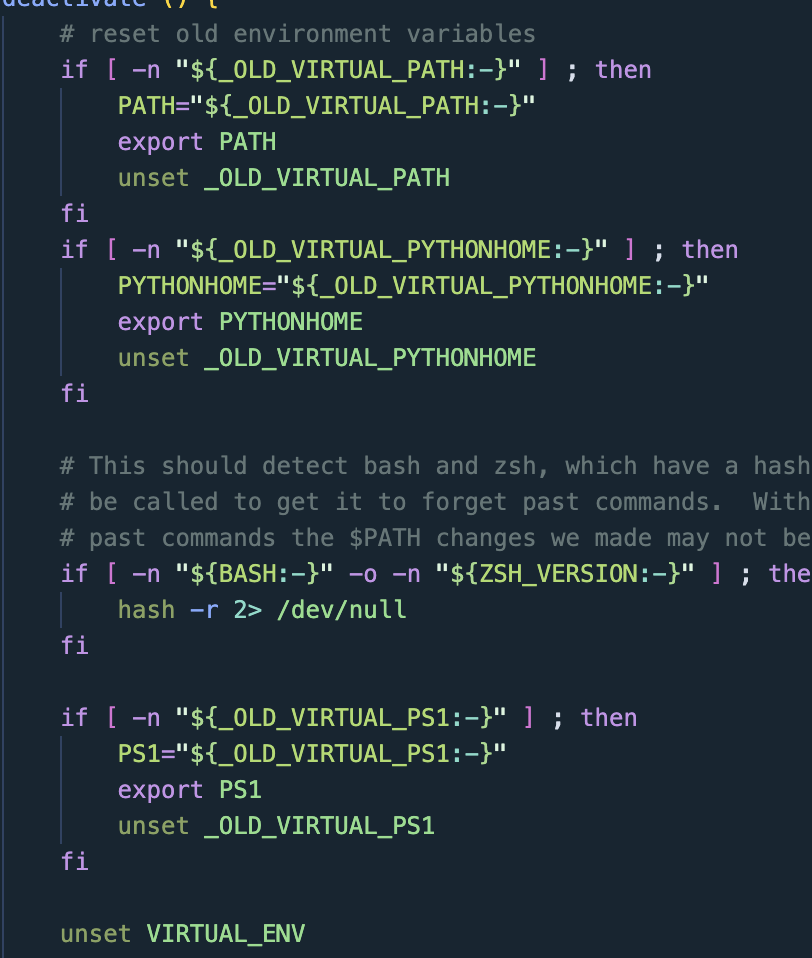 deactivate () {
    # reset old environment variables
    if [ -n "${_OLD_VIRTUAL_PATH:-}" ] ; then
        PATH="${_OLD_VIRTUAL_PATH:-}"
        export PATH
        unset _OLD_VIRTUAL_PATH
    fi
    if [ -n "${_OLD_VIRTUAL_PYTHONHOME:-}" ] ; then
        PYTHONHOME="${_OLD_VIRTUAL_PYTHONHOME:-}"
        export PYTHONHOME
        unset _OLD_VIRTUAL_PYTHONHOME
    fi

    # This should detect bash and zsh, which have a hash
    # be called to get it to forget past commands.  With
    # past commands the $PATH changes we made may not be
    if [ -n "${BASH:-}" -o -n "${ZSH_VERSION:-}" ] ; the
        hash -r 2> /dev/null
    fi

    if [ -n "${_OLD_VIRTUAL_PS1:-}" ] ; then
        PS1="${_OLD_VIRTUAL_PS1:-}"
        export PS1
        unset _OLD_VIRTUAL_PS1
    fi

    unset VIRTUAL_ENV